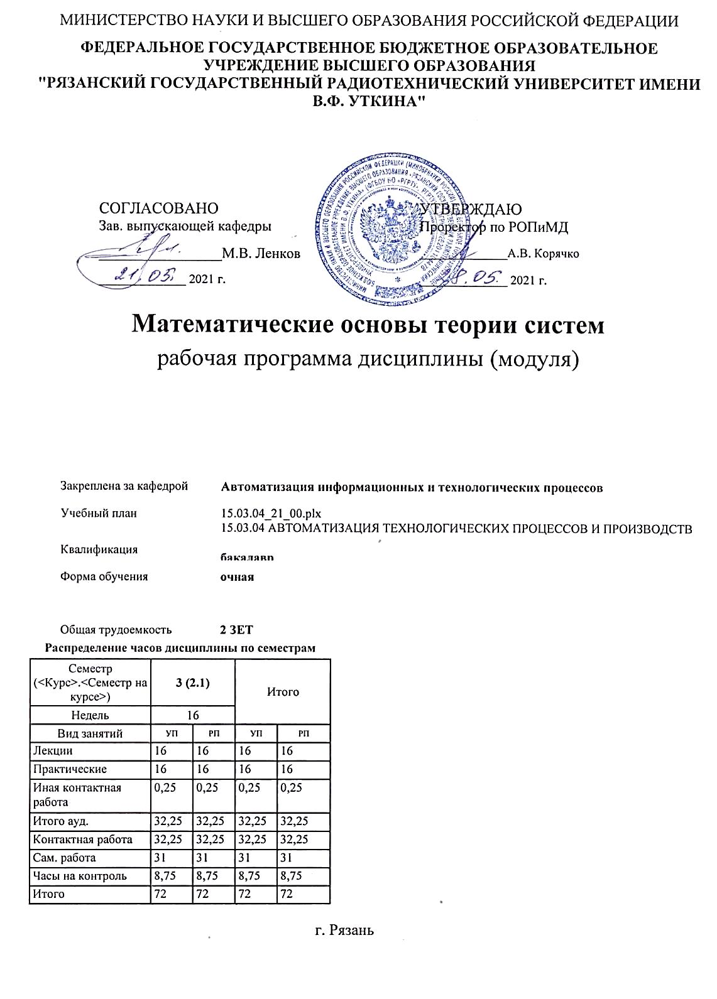 МИНИСТЕРСТВО НАУКИ И ВЫСШЕГО ОБРАЗОВАНИЯ РОССИЙСКОЙ ФЕДЕРАЦИИ
ФЕДЕРАЛЬНОЕ ГОСУДАРСТВЕННОЕ БЮДЖЕТНОЕ ОБРАЗОВАТЕЛЬНОЕ
УЧРЕЖДЕНИЕ ВЫСШЕГО ОБРАЗОВАНИЯ
"РЯЗАНСКИЙ ГОСУДАРСТВЕННЫЙ РАДИОТЕХНИЧЕСКИЙ УНИВЕРСИТЕТ ИМЕНИ
В.Ф. УТКИНА"
СОГЛАСОВАНО
Зав. выпускающей кафедры
М.В. Ленков
21.05. 2021 г.
УТВЕРЖДАЮ
Проректор по РОПиМД
А.В. Корячко
28.05. 2021 г.
Математические основы теории систем
рабочая программа дисциплины (модуля)
Закреплена за кафедрой Автоматизация информационных и технологических процессов
Учебный план 15.03.04_21_00.plx
15.03.04 АВТОМАТИЗАЦИЯ ТЕХНОЛОГИЧЕСКИХ ПРОЦЕССОВ И ПРОИЗВОДСТВ
Квалификация бакалавр
Форма обучения очная
Общая трудоемкость 2 ЗЕТ
Распределение часов дисциплины по семестрам
Семестр
(<Курс>.<Семестр на
курсе>)
3 (2.1)
Итого
Недель 16
Вид занятий УП РП УП РП
Лекции 16 16 16 16
Практические 16 16 16 16
Иная контактная
работа
0,25 0,25 0,25 0,25
Итого ауд. 32,25 32,25 32,25 32,25
Контактная работа 32,25 32,25 32,25 32,25
Сам. работа 31 31 31 31
Часы на контроль 8,75 8,75 8,75 8,75
Итого 72 72 72 72
г. Рязань